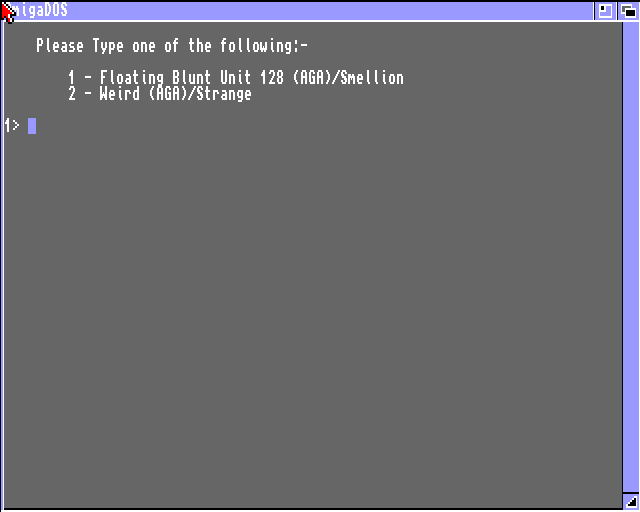 migaDOS
Please Type one of the following:-
1 - Floating Blunt Unit 128 (AGA)/Smellion
2 - Weird (AGA)/Strange
1>